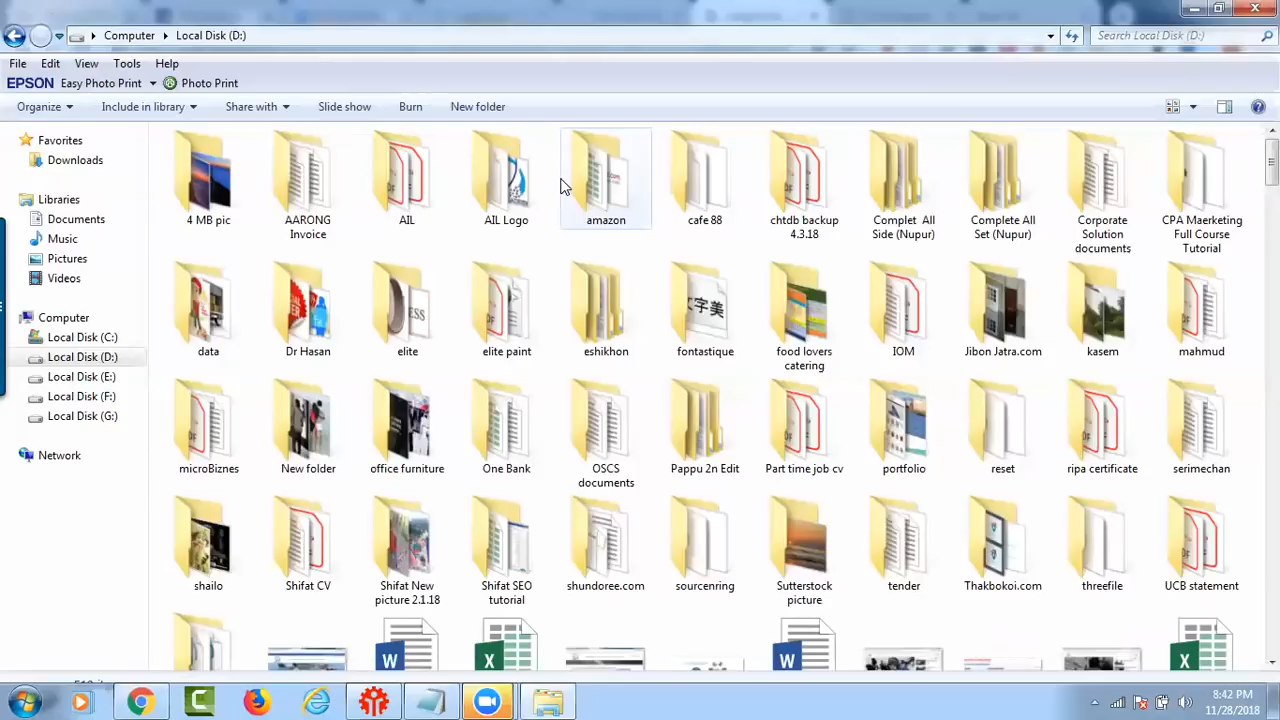 Computer
Local Disk (D:)
Search Local Disk (D:)
File Edit View Tools Help
EPSON Easy Photo Print Photo Print
Organize Include in library Share with Slide show Burn New folder
Favorites
Downloads
Libraries
Documents
Music
Pictures
Videos
Computer
Local Disk (C:)
Local Disk (D:)
Local Disk (E:)
Local Disk (F:)
Local Disk (G:)
Network
4 MB pic
AARONG
Invoice
AIL
AIL Logo
amazon
cafe 88
chtdb backup
4.3.18
Complet All
Side (Nupur)
Complete All
Set (Nupur)
Corporate
Solution
documents
CPA Maerketing
Full Course
Tutorial
data
Dr Hasan
elite
elite paint
eshikhon
文字美
fontastique
food lovers
catering
IOM
Jibon Jatra.com
kasem
mahmud
microBiznes
New folder
office furniture
One Bank
OSCS
documents
Pappu 2n Edit
Part time job cv
portfolio
reset
ripa certificate
serimechan
shailo
Shifat CV
Shifat New
picture 2.1.18
Shifat SEO
tutorial
shundoree.com
sourcenring
Sutterstock
picture
tender
Thakbokoi.com
threefile
UCB statement
8:42 PM
11/28/2018